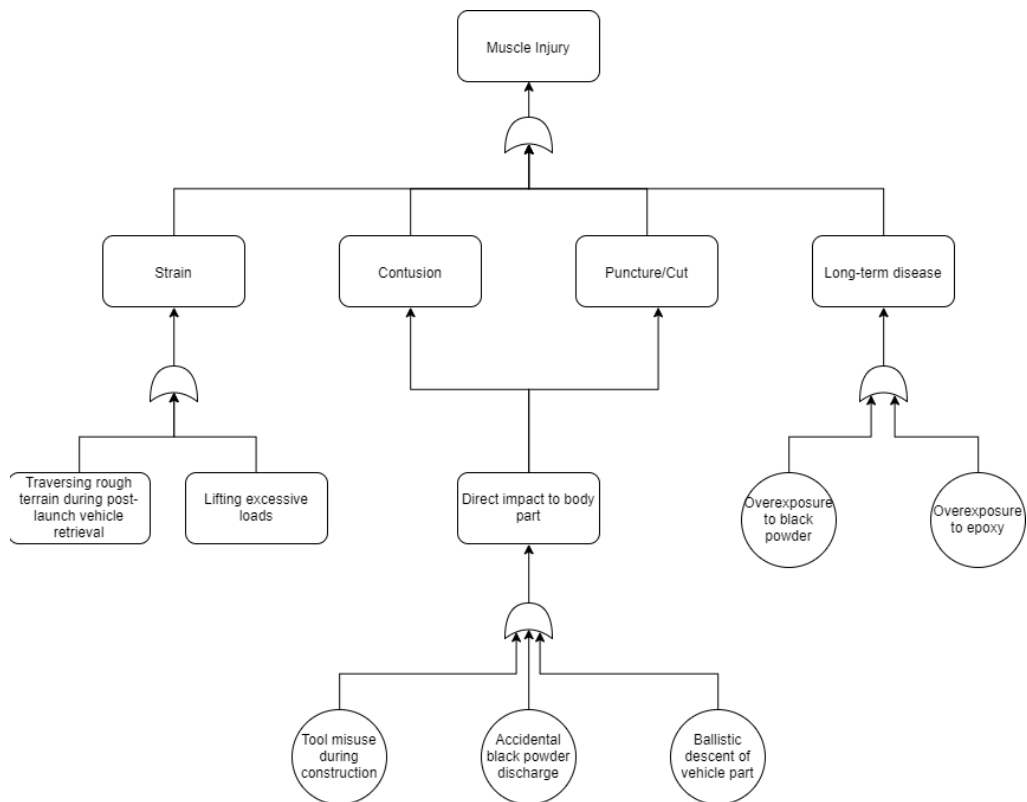 Muscle Injury
Strain
Contusion
Puncture/Cut
Long-term disease
Traversing rough
terrain during post-
launch vehicle
retrieval
Lifting excessive
loads
Direct impact to body
part
Overexposure
to black
powder
Overexposure
to epoxy
Tool misuse
during
construction
Accidental
black powder
discharge
Ballistic
descent of
vehicle part